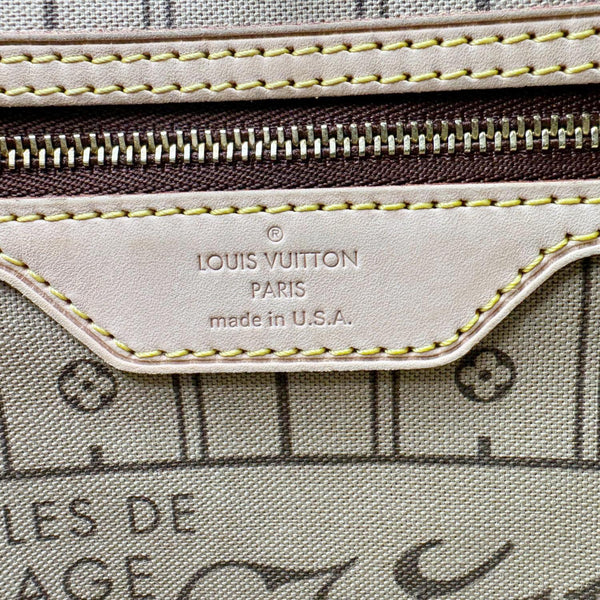 ®
LOUIS VUITTON
PARIS
made in U.S.A.
LES DE
AGE